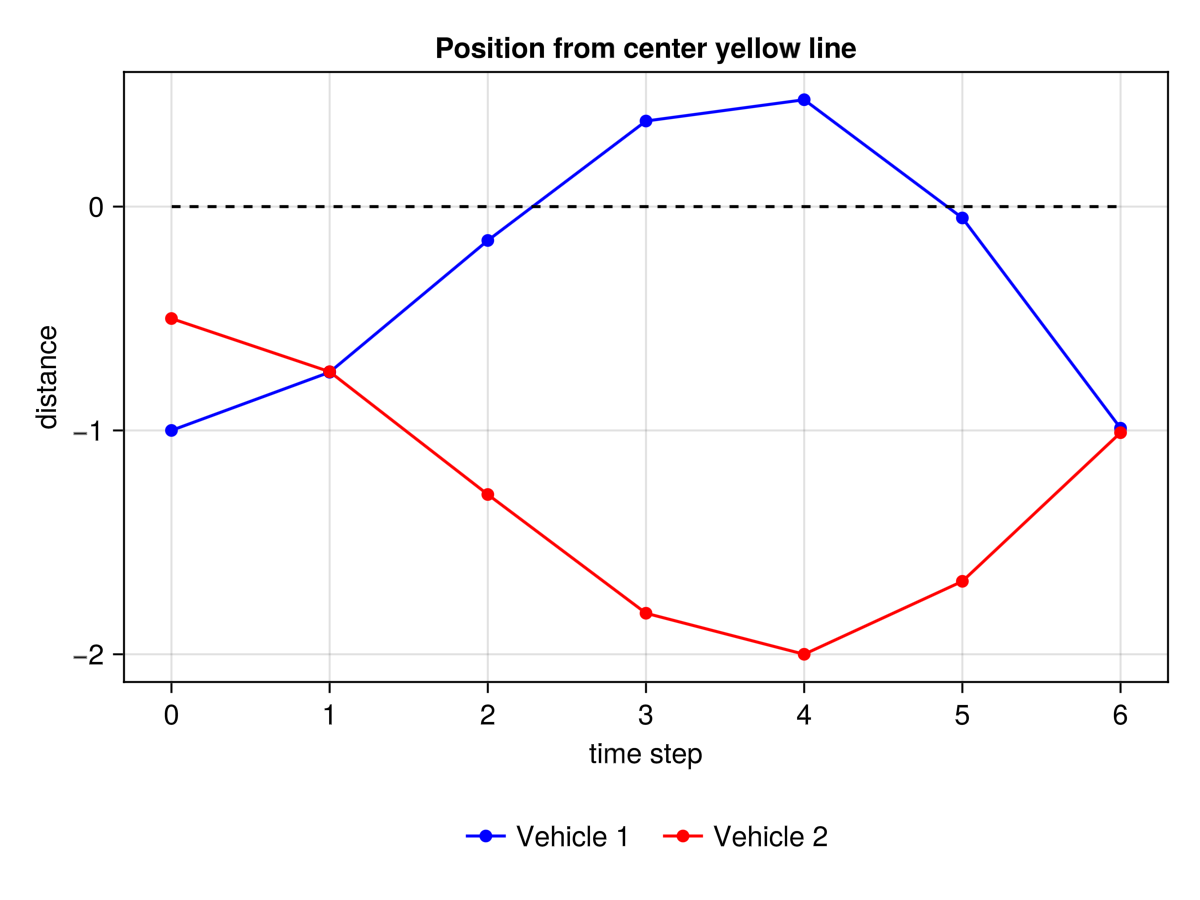 Position from center yellow line
0
−1
−2
distance
0 1 2 3 4 5 6
time step
Vehicle 1 Vehicle 2